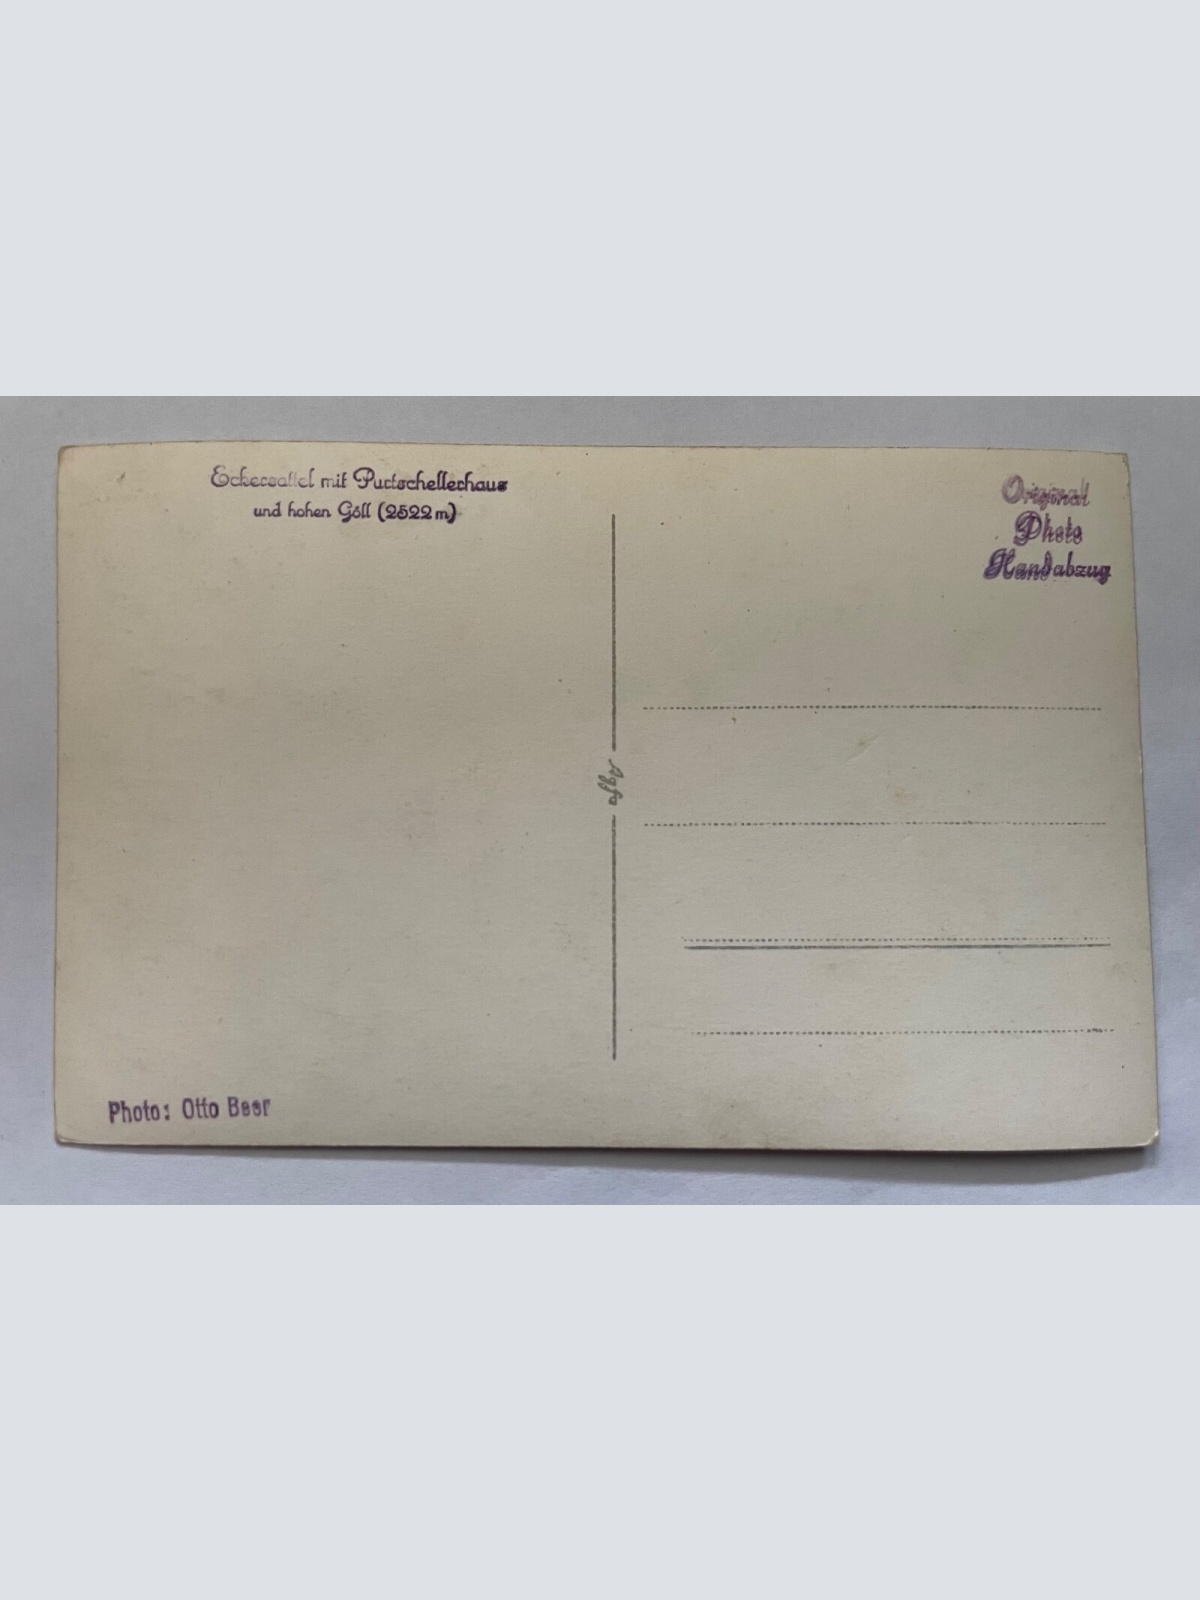 Eckersattel mit Purtschellerhaus
und hohen Göll (2522 m)
Original
Photo
Handabzug
Agfa
Photo: Otto Beer